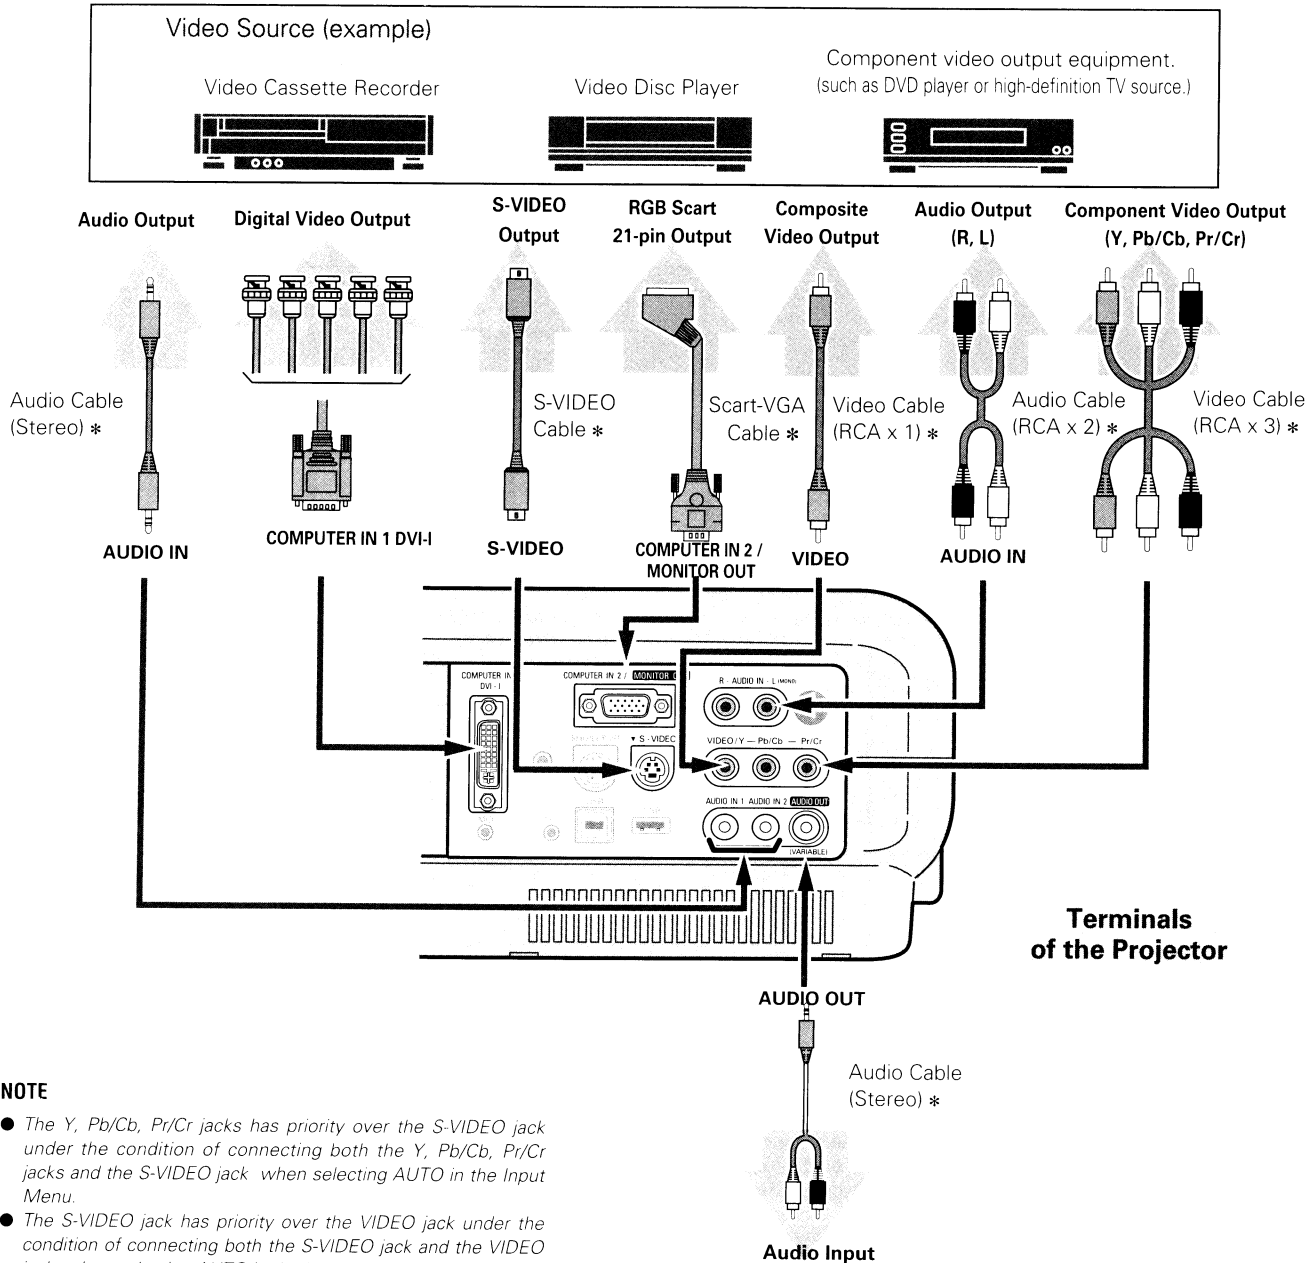 Video Source (example)
Video Cassette Recorder
Video Disc Player
Component video output equipment.
(such as DVD player or high-definition TV source.)
Audio Output
Digital Video Output
S-VIDEO
Output
RGB Scart
21-pin Output
Composite
Video Output
Audio Output
(R, L)
Component Video Output
(Y, Pb/Cb, Pr/Cr)
Audio Cable
(Stereo) *
S-VIDEO
Cable *
Scart-VGA
Cable *
Video Cable
(RCA x 1) *
Audio Cable
(RCA x 2) *
Video Cable
(RCA x 3) *
AUDIO IN
COMPUTER IN 1 DVI-I
S-VIDEO
COMPUTER IN 2 /
MONITOR OUT
VIDEO
AUDIO IN
COMPUTER IN
DVI - I
COMPUTER IN 2 / MONITOR
R - AUDIO IN - L (MONO)
▼ S - VIDEO
VIDEO / Y — Pb/Cb — Pr/Cr
AUDIO IN 1 AUDIO IN 2 AUDIO OUT
(VARIABLE)
Terminals
of the Projector
AUDIO OUT
Audio Cable
(Stereo) *
Audio Input
NOTE
● The Y, Pb/Cb, Pr/Cr jacks has priority over the S-VIDEO jack
under the condition of connecting both the Y, Pb/Cb, Pr/Cr
jacks and the S-VIDEO jack when selecting AUTO in the Input
Menu.
● The S-VIDEO jack has priority over the VIDEO jack under the
condition of connecting both the S-VIDEO jack and the VIDEO